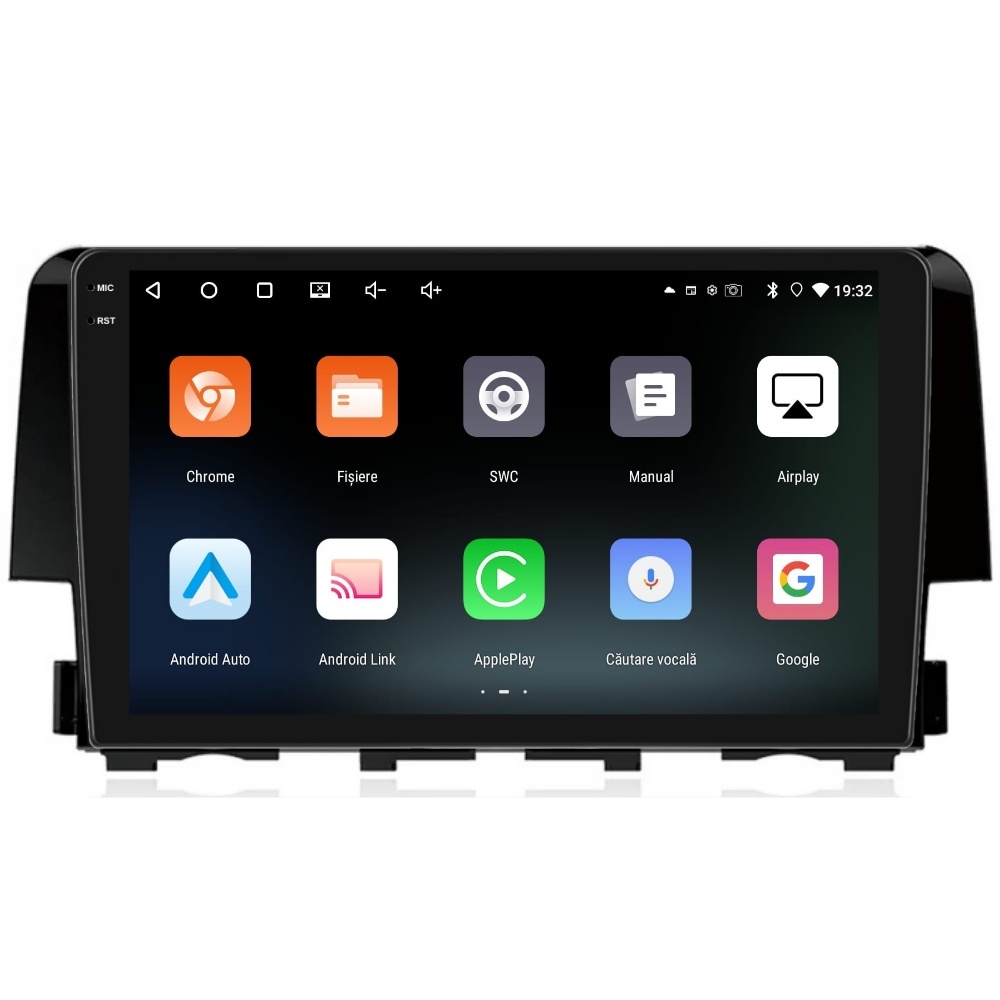 MIC
19:32
RST
Chrome
Fișiere
SWC
Manual
Airplay
Android Auto
Android Link
ApplePlay
Căutare vocală
Google